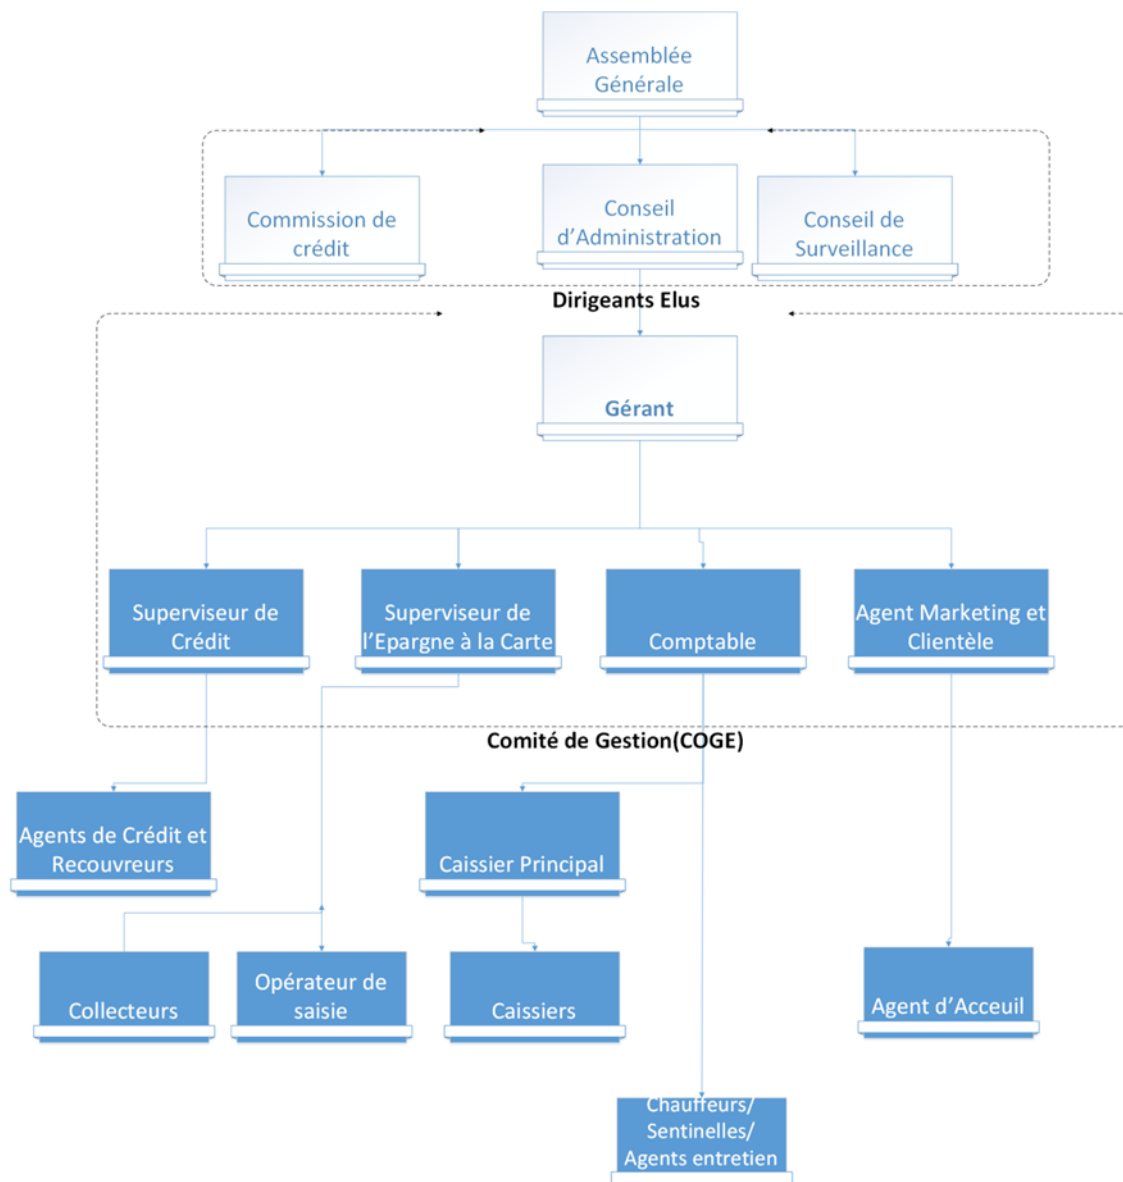 Assemblée
Générale
Commission de
crédit
Conseil
d'Administration
Conseil de
Surveillance
Dirigeants Elus
Gérant
Superviseur de
Crédit
Superviseur de
l'Epargne à la Carte
Comptable
Agent Marketing et
Clientèle
Comité de Gestion(COGE)
Agents de Crédit et
Recouvreurs
Caissier Principal
Collecteurs
Opérateur de
saisie
Caissiers
Agent d'Acceuil
Chauffeurs/
Sentinelles/
Agents entretien